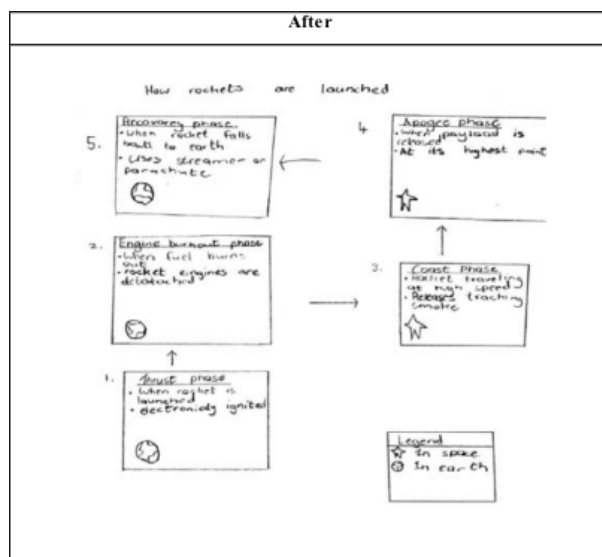 After
How rockets are launched
5.
Recovarey phase.
• When rocket falls
back to earth
• Uses streamer or
parachute
4
Apogee phase
• When payload is
released
• At its highest point
2.
Engine burnout phase
• When fuel burns
out
• rocket engines are
3.
Coast phase
• Rocket traveling
at high speed
• Releases tracking
smoke
1.
Thrust phase
• When rocket is
launched
• electronicly ignited
Legend
In space
In earth